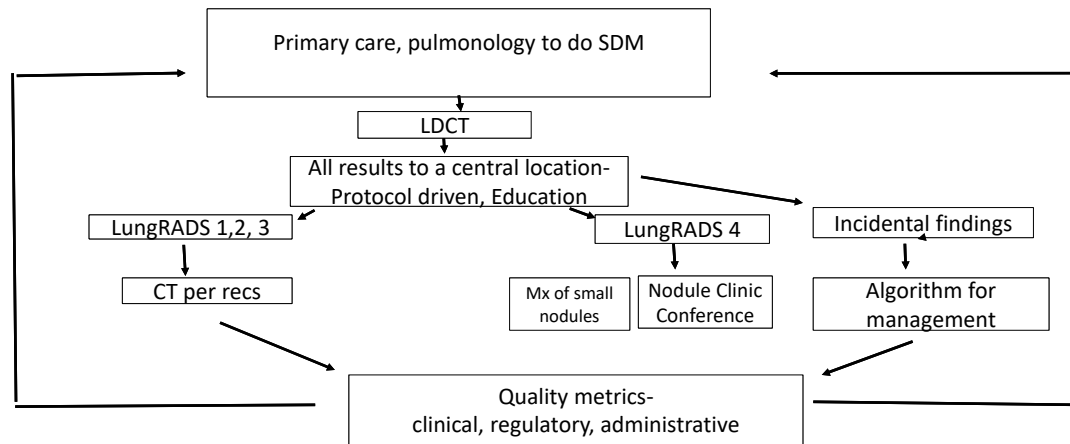 Primary care, pulmonology to do SDM
LDCT
All results to a central location-
Protocol driven, Education
LungRADS 1,2, 3
LungRADS 4
Incidental findings
CT per recs
Mx of small
nodules
Nodule Clinic
Conference
Algorithm for
management
Quality metrics-
clinical, regulatory, administrative